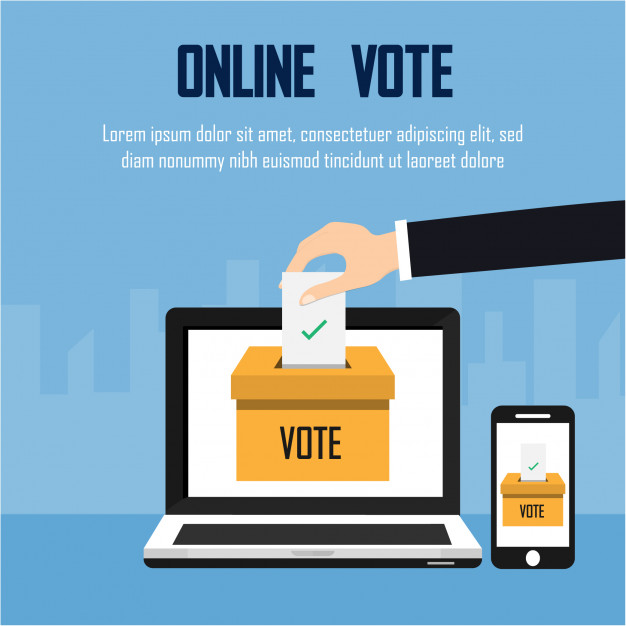 ONLINE VOTE
Lorem ipsum dolor sit amet, consectetuer adipiscing elit, sed
diam nonummy nibh euismod tincidunt ut laoreet dolore
VOTE
VOTE